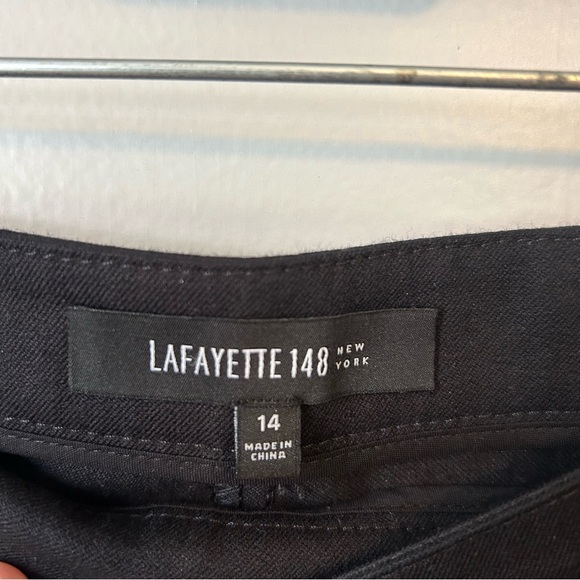 LAFAYETTE 148 NEW YORK
14
MADE IN
CHINA